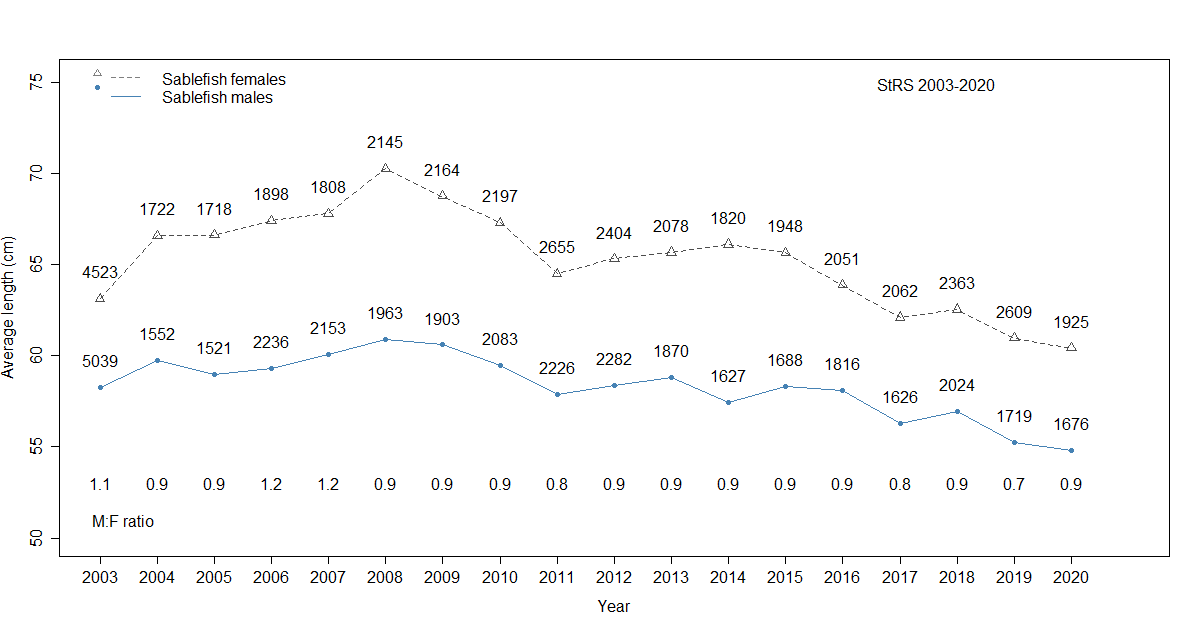 Sablefish females
Sablefish males
StRS 2003-2020
Average length (cm)
75
70
65
60
55
50
4523 1722 1718 1898 1808 2145 2164 2197 2655 2404 2078 1820 1948 2051 2062 2363 2609 1925
5039 1552 1521 2236 2153 1963 1903 2083 2226 2282 1870 1627 1688 1816 1626 2024 1719 1676
1.1 0.9 0.9 1.2 1.2 0.9 0.9 0.9 0.8 0.9 0.9 0.9 0.9 0.9 0.8 0.9 0.7 0.9
M:F ratio
2003 2004 2005 2006 2007 2008 2009 2010 2011 2012 2013 2014 2015 2016 2017 2018 2019 2020
Year